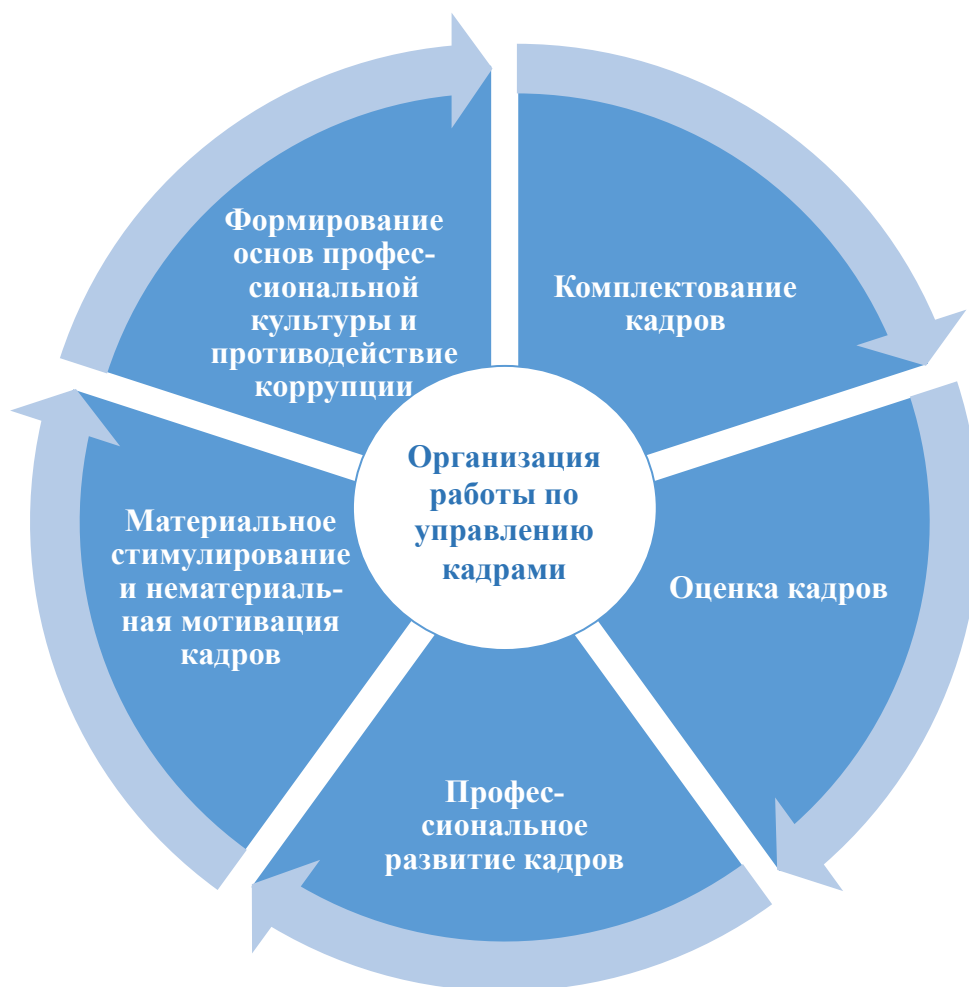 Формирование
основ профес-
сиональной
культуры и
противодействие
коррупции
Комплектование
кадров
Организация
работы по
управлению
кадрами
Материальное
стимулирование
и нематериаль-
ная мотивация
кадров
Оценка кадров
Профес-
сиональное
развитие кадров